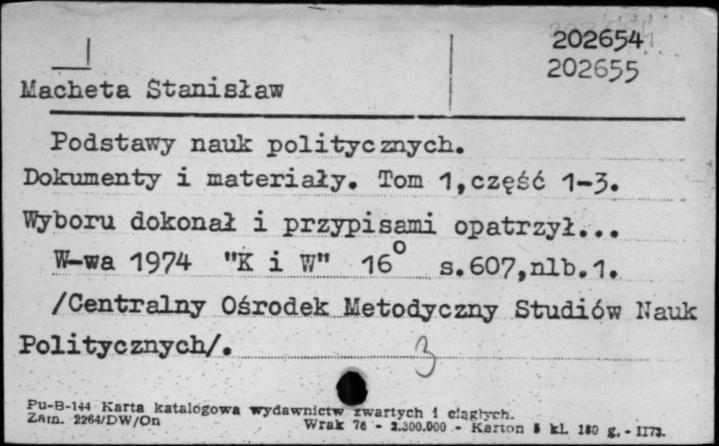 202654
202655
Macheta Stanisław
Podstawy nauk politycznych.
Dokumenty i materiały. Tom 1,część 1-3.
Wyboru dokonał i przypisami opatrzył...
W-wa 1974 "K i W" 16° s.607,nlb.1.
/Centralny Ośrodek Metodyczny Studiów Nauk
Politycznych/.
3
Pu-B-144 Karta katalogowa wydawnictw zwartych i ciągłych.
Zam. 2264/DW/On Wrak 76 - 2.300.000 - Karton 5 kl. 180 g. - II73.